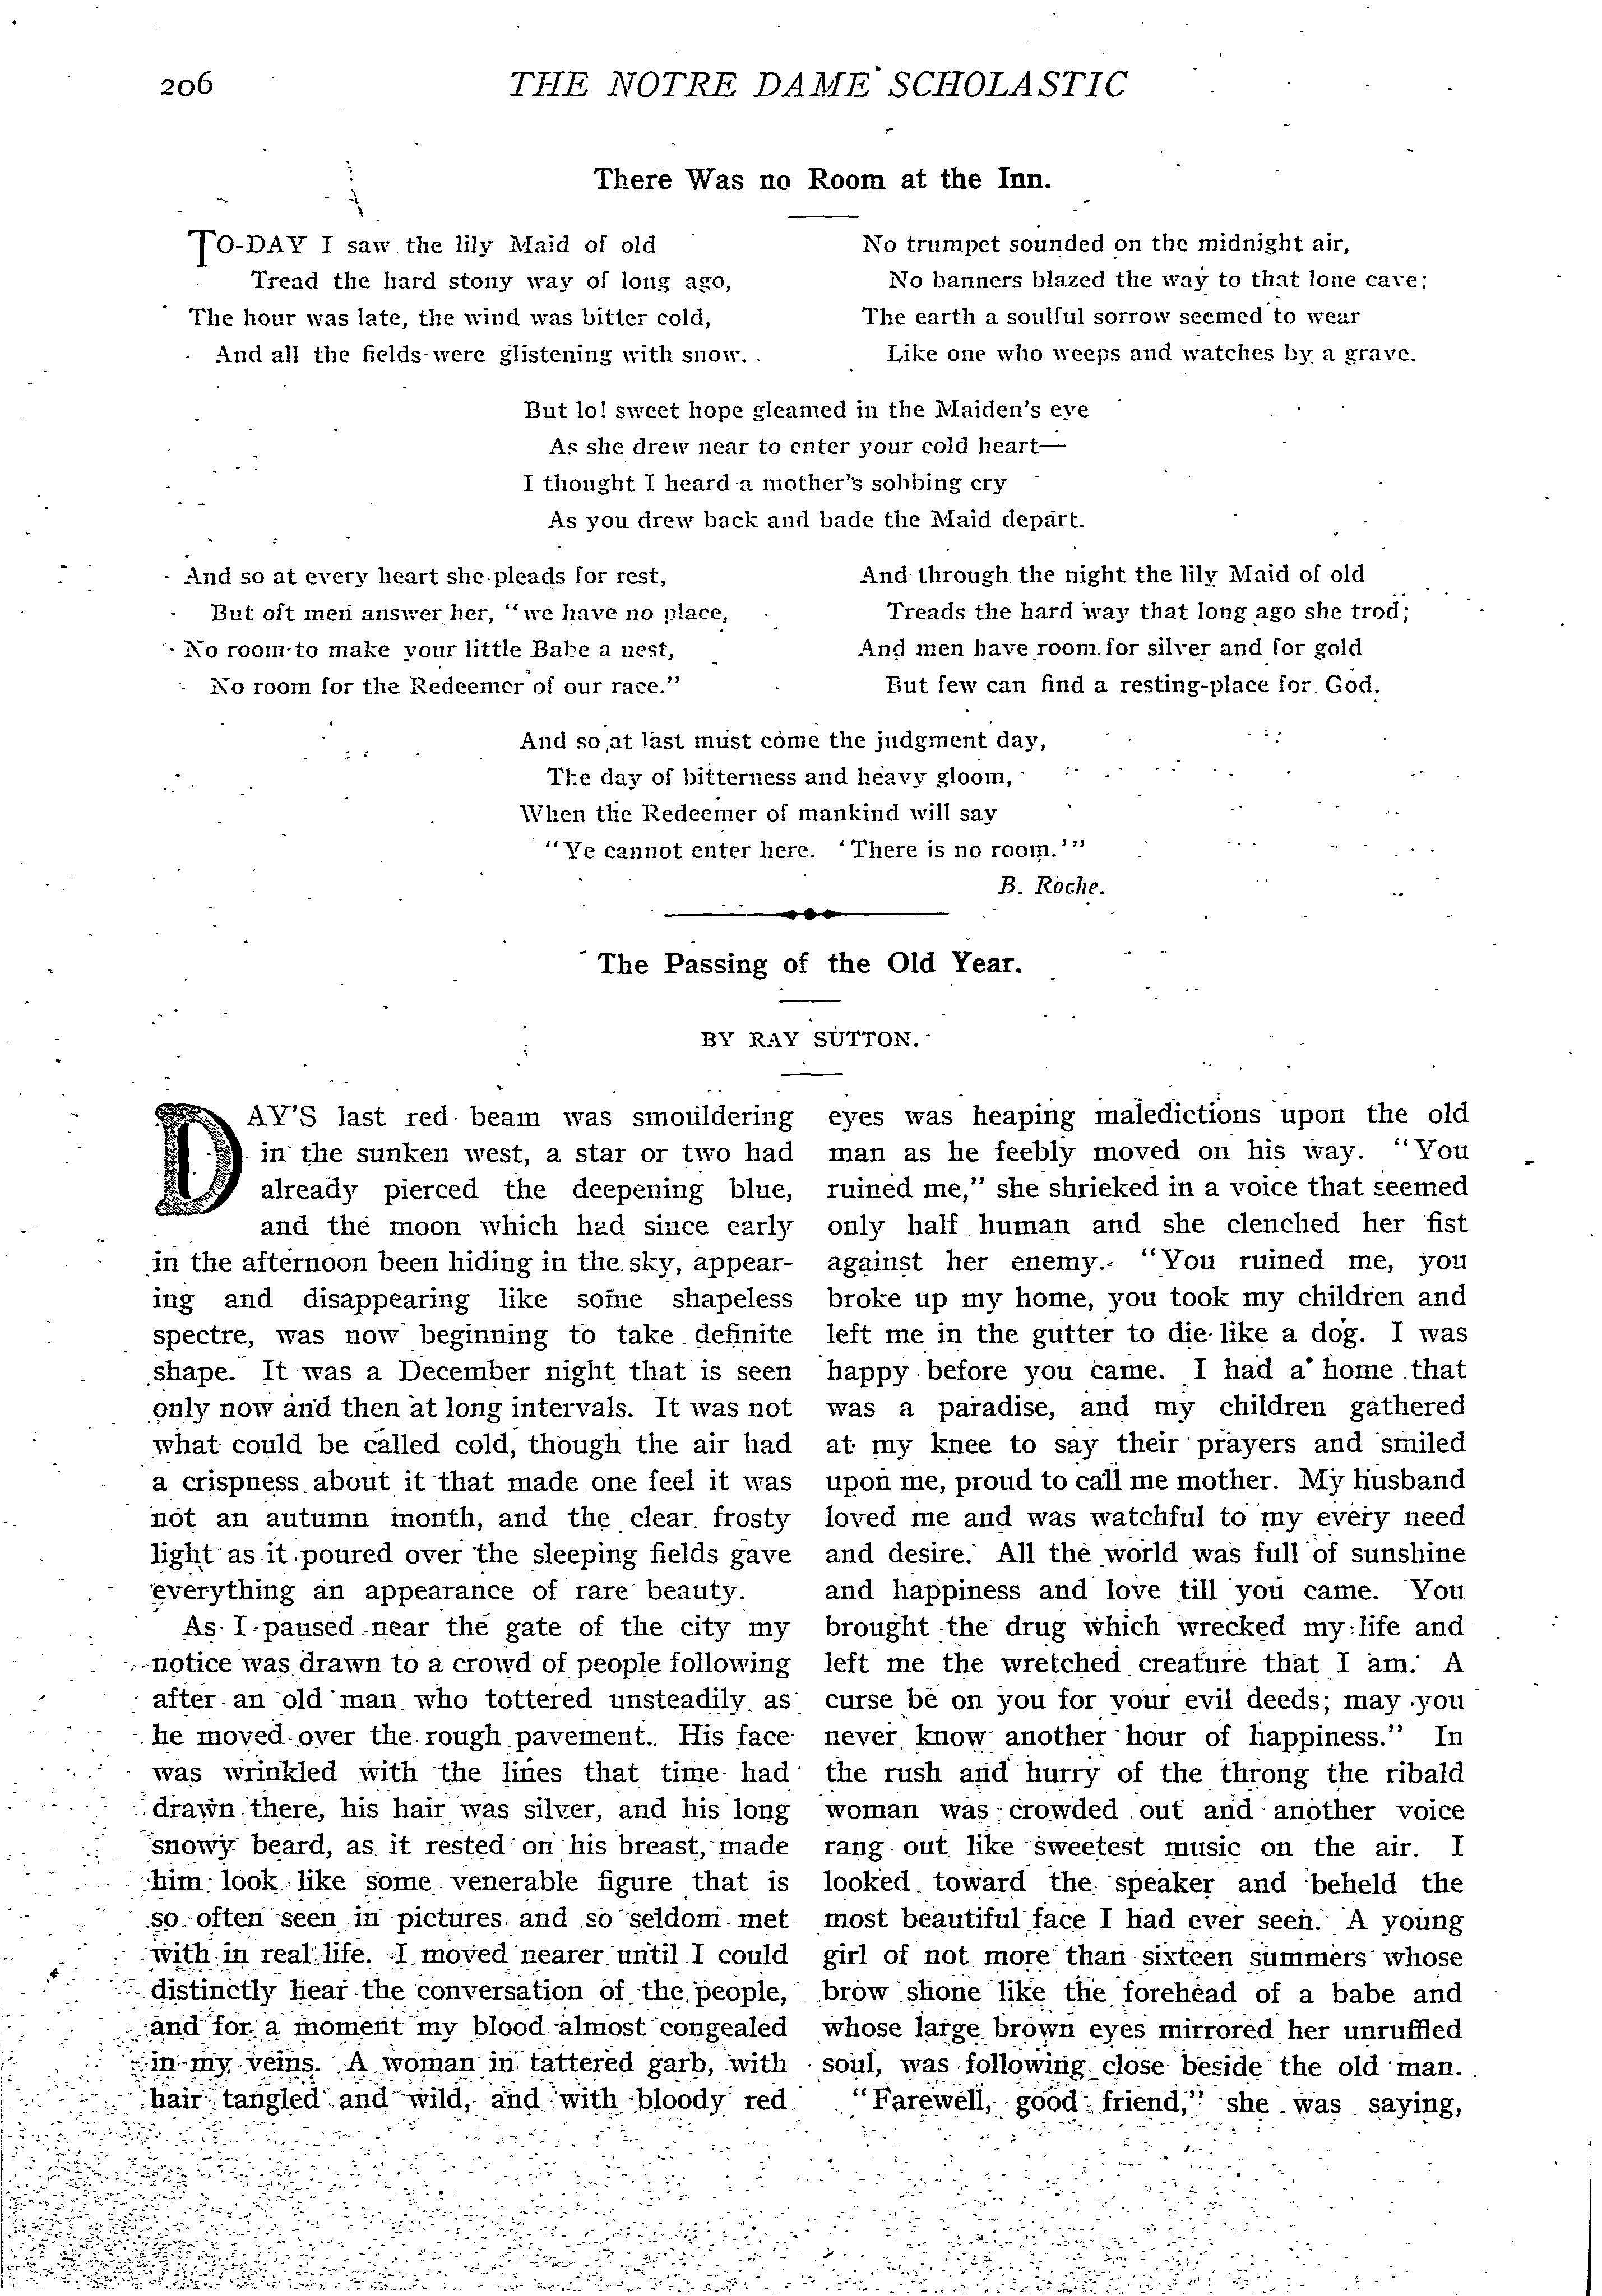 206
THE NOTRE DAME SCHOLASTIC
There Was no Room at the Inn.
TO-DAY I saw the lily Maid of old
Tread the hard stony way of long ago,
The hour was late, the wind was bitter cold,
And all the fields were glistening with snow.
No trumpet sounded on the midnight air,
No banners blazed the way to that lone cave;
The earth a soulful sorrow seemed to wear
Like one who weeps and watches by a grave.
But lo! sweet hope gleamed in the Maiden's eye
As she drew near to enter your cold heart—
I thought I heard a mother's sobbing cry
As you drew back and bade the Maid depart.
And so at every heart she pleads for rest,
But oft men answer her, "we have no place,
No room to make your little Babe a nest,
No room for the Redeemer of our race."
And through the night the lily Maid of old
Treads the hard way that long ago she trod;
And men have room for silver and for gold
But few can find a resting-place for God.
And so at last must come the judgment day,
The day of bitterness and heavy gloom,
When the Redeemer of mankind will say
"Ye cannot enter here. 'There is no room.'"
B. Roche.
The Passing of the Old Year.
BY RAY SUTTON.
DAY'S last red beam was smouldering
in the sunken west, a star or two had
already pierced the deepening blue,
and the moon which had since early
in the afternoon been hiding in the sky, appear-
ing and disappearing like some shapeless
spectre, was now beginning to take definite
shape. It was a December night that is seen
only now and then at long intervals. It was not
what could be called cold, though the air had
a crispness about it that made one feel it was
not an autumn month, and the clear frosty
light as it poured over the sleeping fields gave
everything an appearance of rare beauty.
As I paused near the gate of the city my
notice was drawn to a crowd of people following
after an old man who tottered unsteadily as
he moved over the rough pavement. His face
was wrinkled with the lines that time had
drawn there, his hair was silver, and his long
snowy beard, as it rested on his breast, made
him look like some venerable figure that is
so often seen in pictures and so seldom met
with in real life. I moved nearer until I could
distinctly hear the conversation of the people,
and for a moment my blood almost congealed
in my veins. A woman in tattered garb, with
hair tangled and wild, and with bloody red
eyes was heaping maledictions upon the old
man as he feebly moved on his way. "You
ruined me," she shrieked in a voice that seemed
only half human and she clenched her fist
against her enemy. "You ruined me, you
broke up my home, you took my children and
left me in the gutter to die like a dog. I was
happy before you came. I had a home that
was a paradise, and my children gathered
at my knee to say their prayers and smiled
upon me, proud to call me mother. My husband
loved me and was watchful to my every need
and desire. All the world was full of sunshine
and happiness and love till you came. You
brought the drug which wrecked my life and
left me the wretched creature that I am. A
curse be on you for your evil deeds; may you
never know another hour of happiness." In
the rush and hurry of the throng the ribald
woman was crowded out and another voice
rang out like sweetest music on the air. I
looked toward the speaker and beheld the
most beautiful face I had ever seen. A young
girl of not more than sixteen summers whose
brow shone like the forehead of a babe and
whose large brown eyes mirrored her unruffled
soul, was following close beside the old man.
"Farewell, good friend," she was saying,